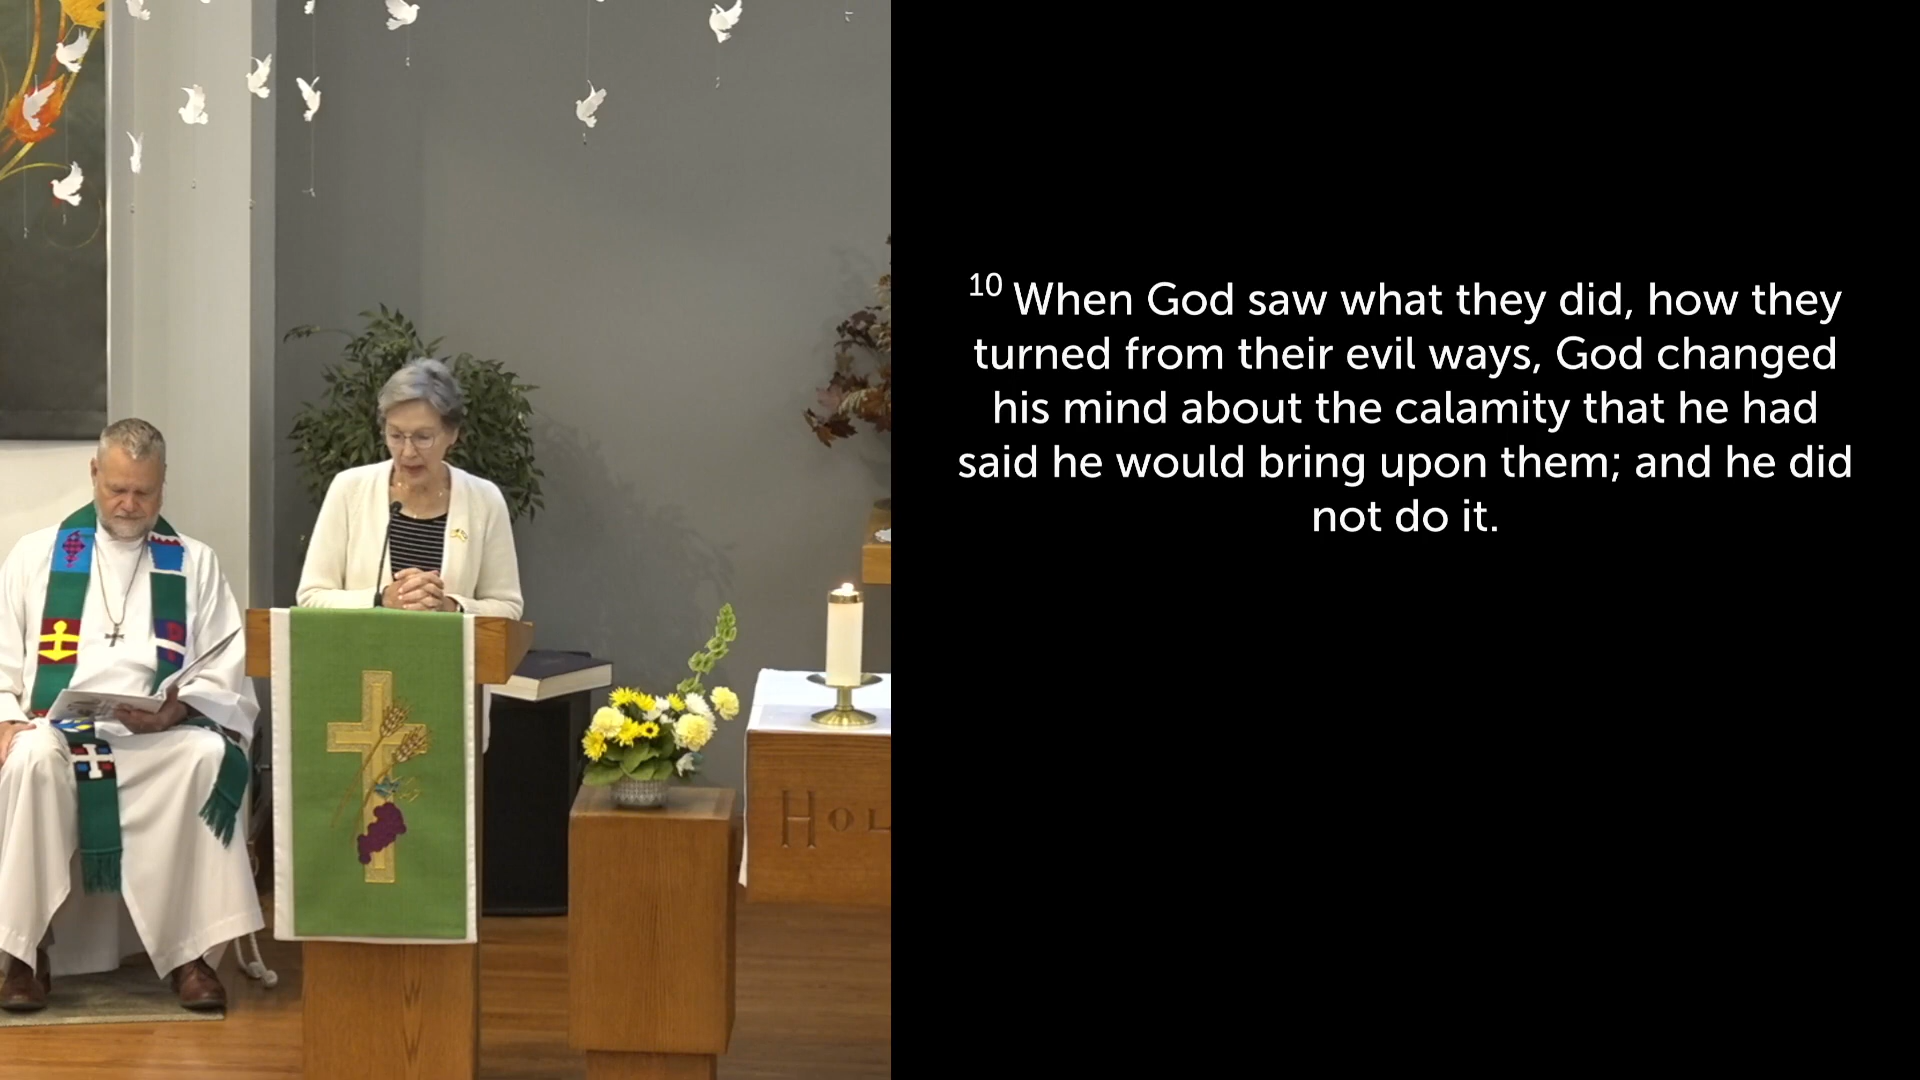 10 When God saw what they did, how they
turned from their evil ways, God changed
his mind about the calamity that he had
said he would bring upon them; and he did
not do it.
HOL